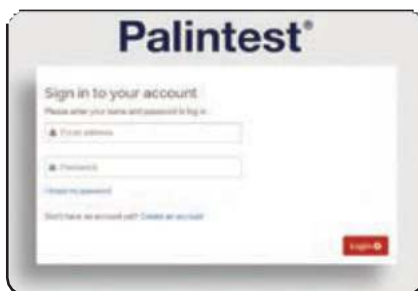 Palintest®
Sign in to your account
Please enter your name and password to log in
Email address
Password
I forgot my password
Don't have an account yet? Create an account
Login